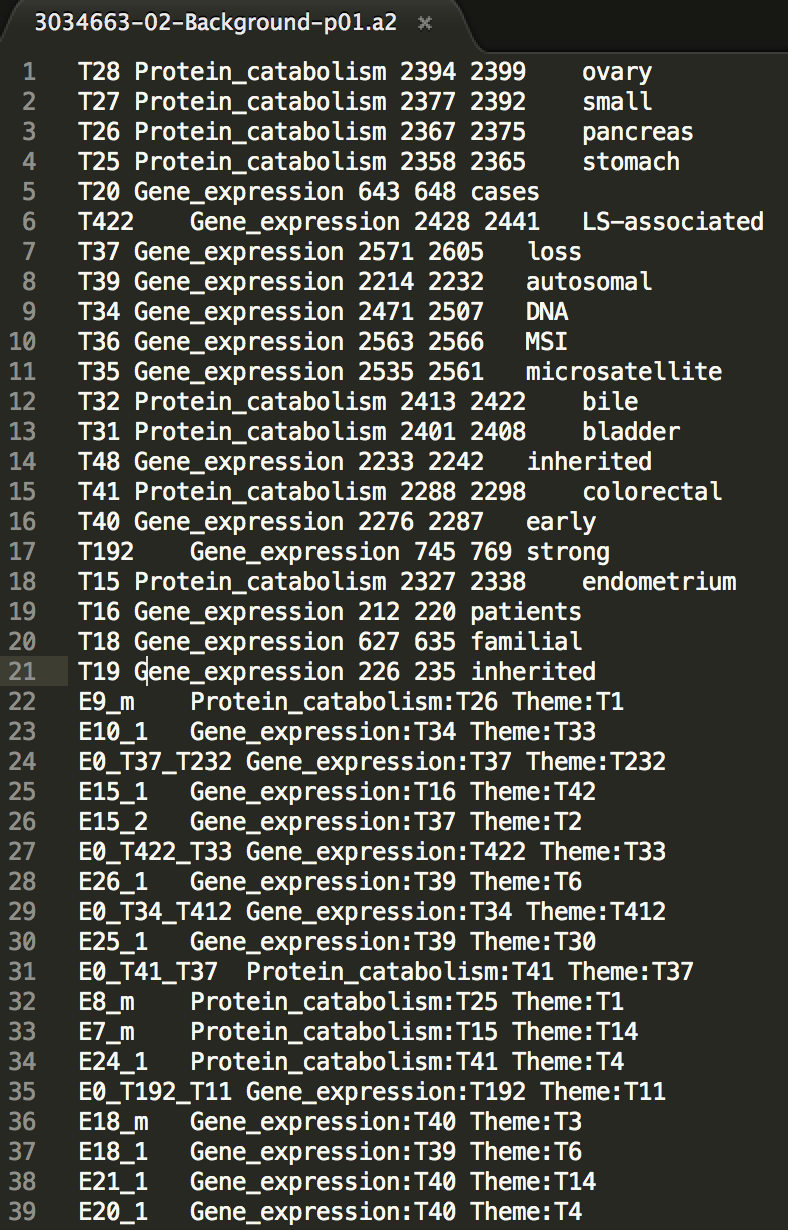 3034663-02-Background-p01.a2 ×
1 T28 Protein_catabolism 2394 2399 ovary
2 T27 Protein_catabolism 2377 2392 small
3 T26 Protein_catabolism 2367 2375 pancreas
4 T25 Protein_catabolism 2358 2365 stomach
5 T20 Gene_expression 643 648 cases
6 T422 Gene_expression 2428 2441 LS-associated
7 T37 Gene_expression 2571 2605 loss
8 T39 Gene_expression 2214 2232 autosomal
9 T34 Gene_expression 2471 2507 DNA
10 T36 Gene_expression 2563 2566 MSI
11 T35 Gene_expression 2535 2561 microsatellite
12 T32 Protein_catabolism 2413 2422 bile
13 T31 Protein_catabolism 2401 2408 bladder
14 T48 Gene_expression 2233 2242 inherited
15 T41 Protein_catabolism 2288 2298 colorectal
16 T40 Gene_expression 2276 2287 early
17 T192 Gene_expression 745 769 strong
18 T15 Protein_catabolism 2327 2338 endometrium
19 T16 Gene_expression 212 220 patients
20 T18 Gene_expression 627 635 familial
21 T19 Gene_expression 226 235 inherited
22 E9_m Protein_catabolism:T26 Theme:T1
23 E10_1 Gene_expression:T34 Theme:T33
24 E0_T37_T232 Gene_expression:T37 Theme:T232
25 E15_1 Gene_expression:T16 Theme:T42
26 E15_2 Gene_expression:T37 Theme:T2
27 E0_T422_T33 Gene_expression:T422 Theme:T33
28 E26_1 Gene_expression:T39 Theme:T6
29 E0_T34_T412 Gene_expression:T34 Theme:T412
30 E25_1 Gene_expression:T39 Theme:T30
31 E0_T41_T37 Protein_catabolism:T41 Theme:T37
32 E8_m Protein_catabolism:T25 Theme:T1
33 E7_m Protein_catabolism:T15 Theme:T14
34 E24_1 Protein_catabolism:T41 Theme:T4
35 E0_T192_T11 Gene_expression:T192 Theme:T11
36 E18_m Gene_expression:T40 Theme:T3
37 E18_1 Gene_expression:T39 Theme:T6
38 E21_1 Gene_expression:T40 Theme:T14
39 E20_1 Gene_expression:T40 Theme:T4